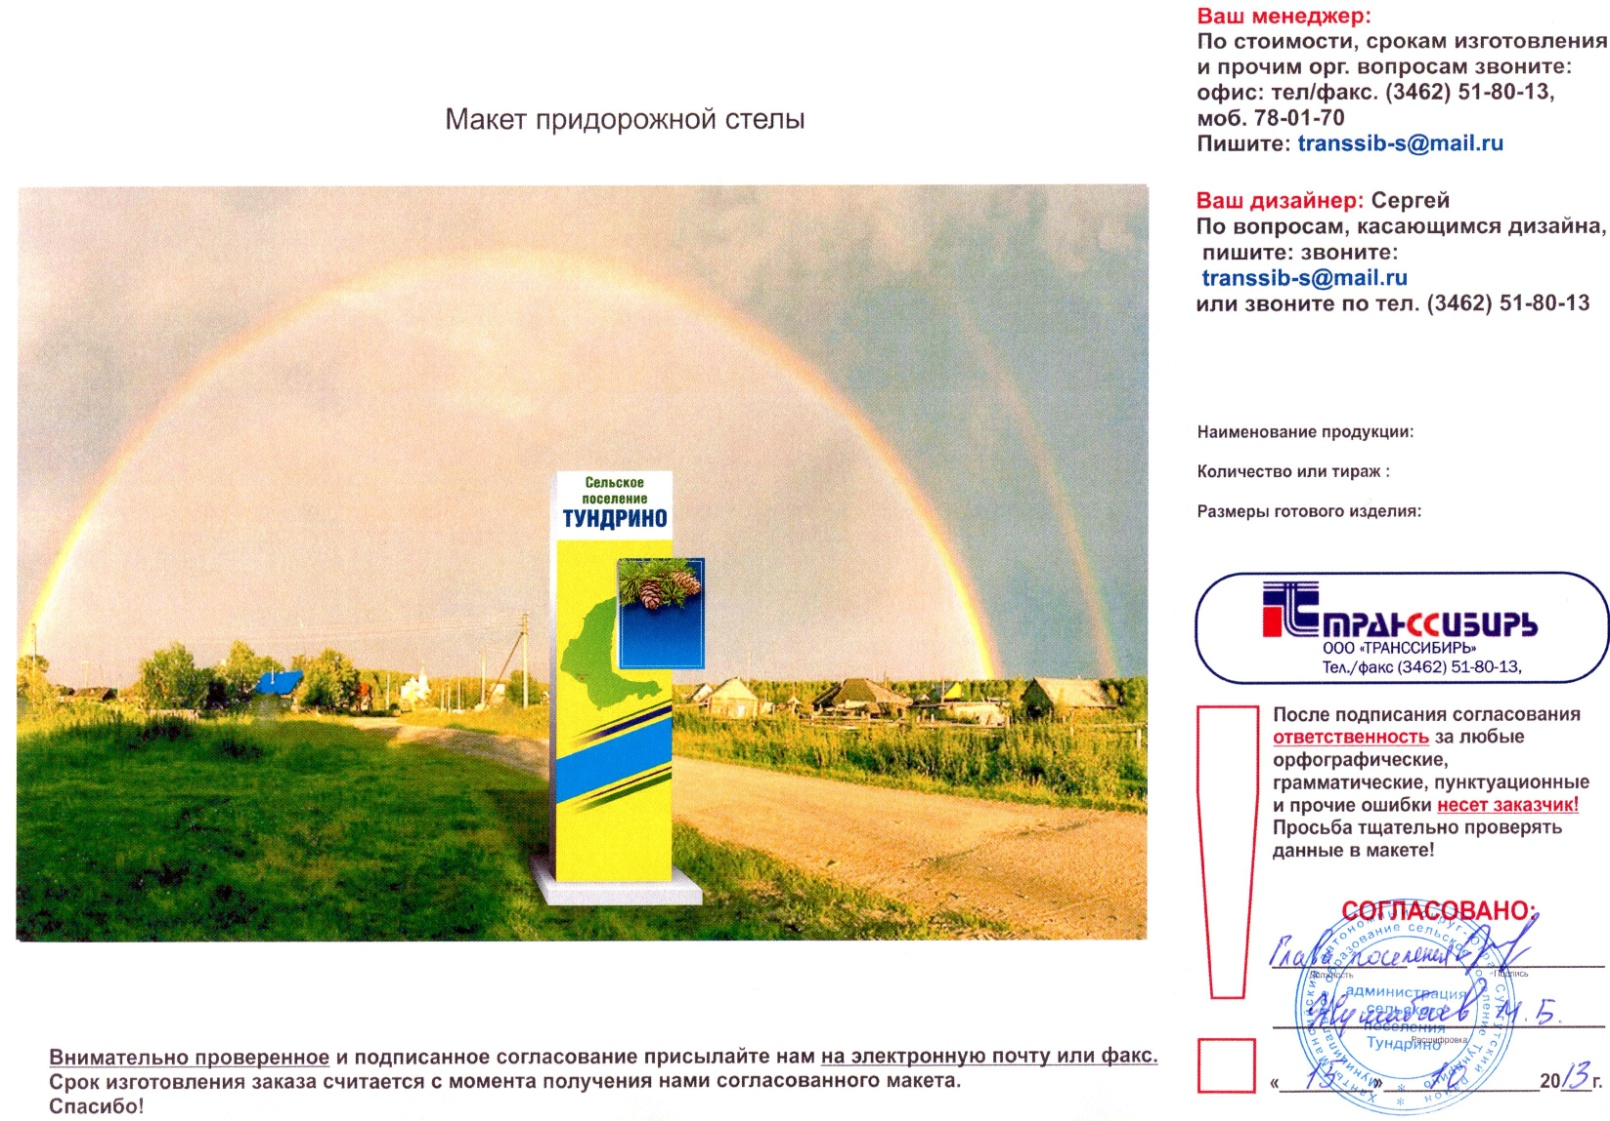 Макет придорожной стелы
Сельское
поселение
ТУНДРИНО
Внимательно проверенное и подписанное согласование присылайте нам на электронную почту или факс.
Срок изготовления заказа считается с момента получения нами согласованного макета.
Спасибо!
Ваш менеджер:
По стоимости, срокам изготовления
и прочим орг. вопросам звоните:
офис: тел/факс. (3462) 51-80-13,
моб. 78-01-70
Пишите: transsib-s@mail.ru
Ваш дизайнер: Сергей
По вопросам, касающимся дизайна,
пишите: звоните:
transsib-s@mail.ru
или звоните по тел. (3462) 51-80-13
Наименование продукции:
Количество или тираж :
Размеры готового изделия:
ТРАНССИБИРЬ
ООО «ТРАНССИБИРЬ»
Тел./факс (3462) 51-80-13,
После подписания согласования
ответственность за любые
орфографические,
грамматические, пунктуационные
и прочие ошибки несет заказчик!
Просьба тщательно проверять
данные в макете!
СОГЛАСОВАНО:
Глава поселения
Должность Подпись
М.Б.
Расшифровка
« 15 » 10 2013 г.
администрация
сельского
поселения
Тундрино